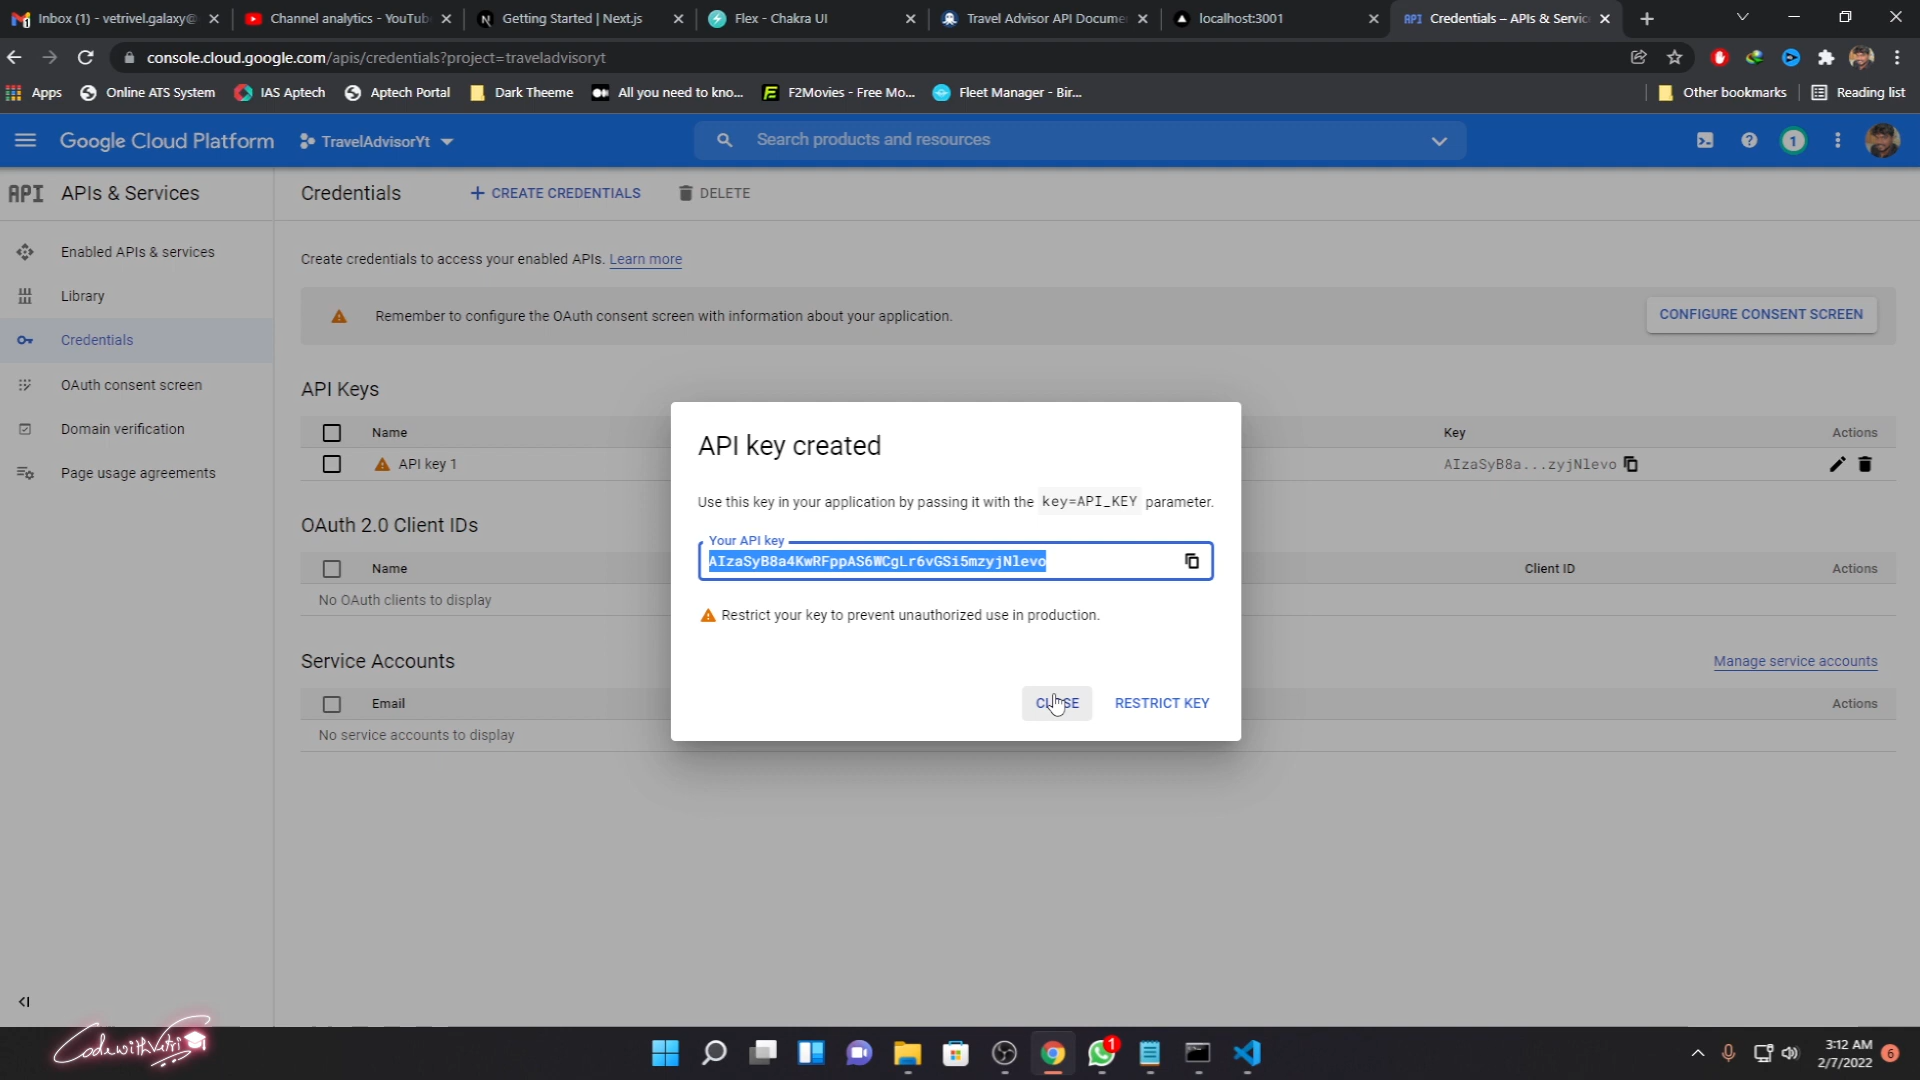 Inbox (1) - vetrivel.galaxy@
Channel analytics - YouTub
Getting Started | Next.js
Flex - Chakra UI
Travel Advisor API Docume
localhost:3001
API Credentials – APIs & Servic
console.cloud.google.com/apis/credentials?project=traveladvisoryt
Apps
Online ATS System
IAS Aptech
Aptech Portal
Dark Theeme
All you need to kno...
F2Movies - Free Mo...
Fleet Manager - Bir...
Other bookmarks
Reading list
Google Cloud Platform
TravelAdvisorYt
Search products and resources
1
API APIs & Services
Credentials
CREATE CREDENTIALS
DELETE
Enabled APIs & services
Library
Credentials
OAuth consent screen
Domain verification
Page usage agreements
Create credentials to access your enabled APIs. Learn more
Remember to configure the OAuth consent screen with information about your application.
CONFIGURE CONSENT SCREEN
API Keys
Name
Key
Actions
API key 1
AIzaSyB8a...zyjNlevo
OAuth 2.0 Client IDs
Name
Client ID
Actions
No OAuth clients to display
Service Accounts
Manage service accounts
Email
Actions
No service accounts to display
API key created
Use this key in your application by passing it with the key=API_KEY parameter.
Your API key
AIzaSyB8a4KwRFppAS6WCgLr6vGSi5mzyjNlevo
Restrict your key to prevent unauthorized use in production.
CLOSE
RESTRICT KEY
CodewithVetri
1
3:12 AM
2/7/2022
6